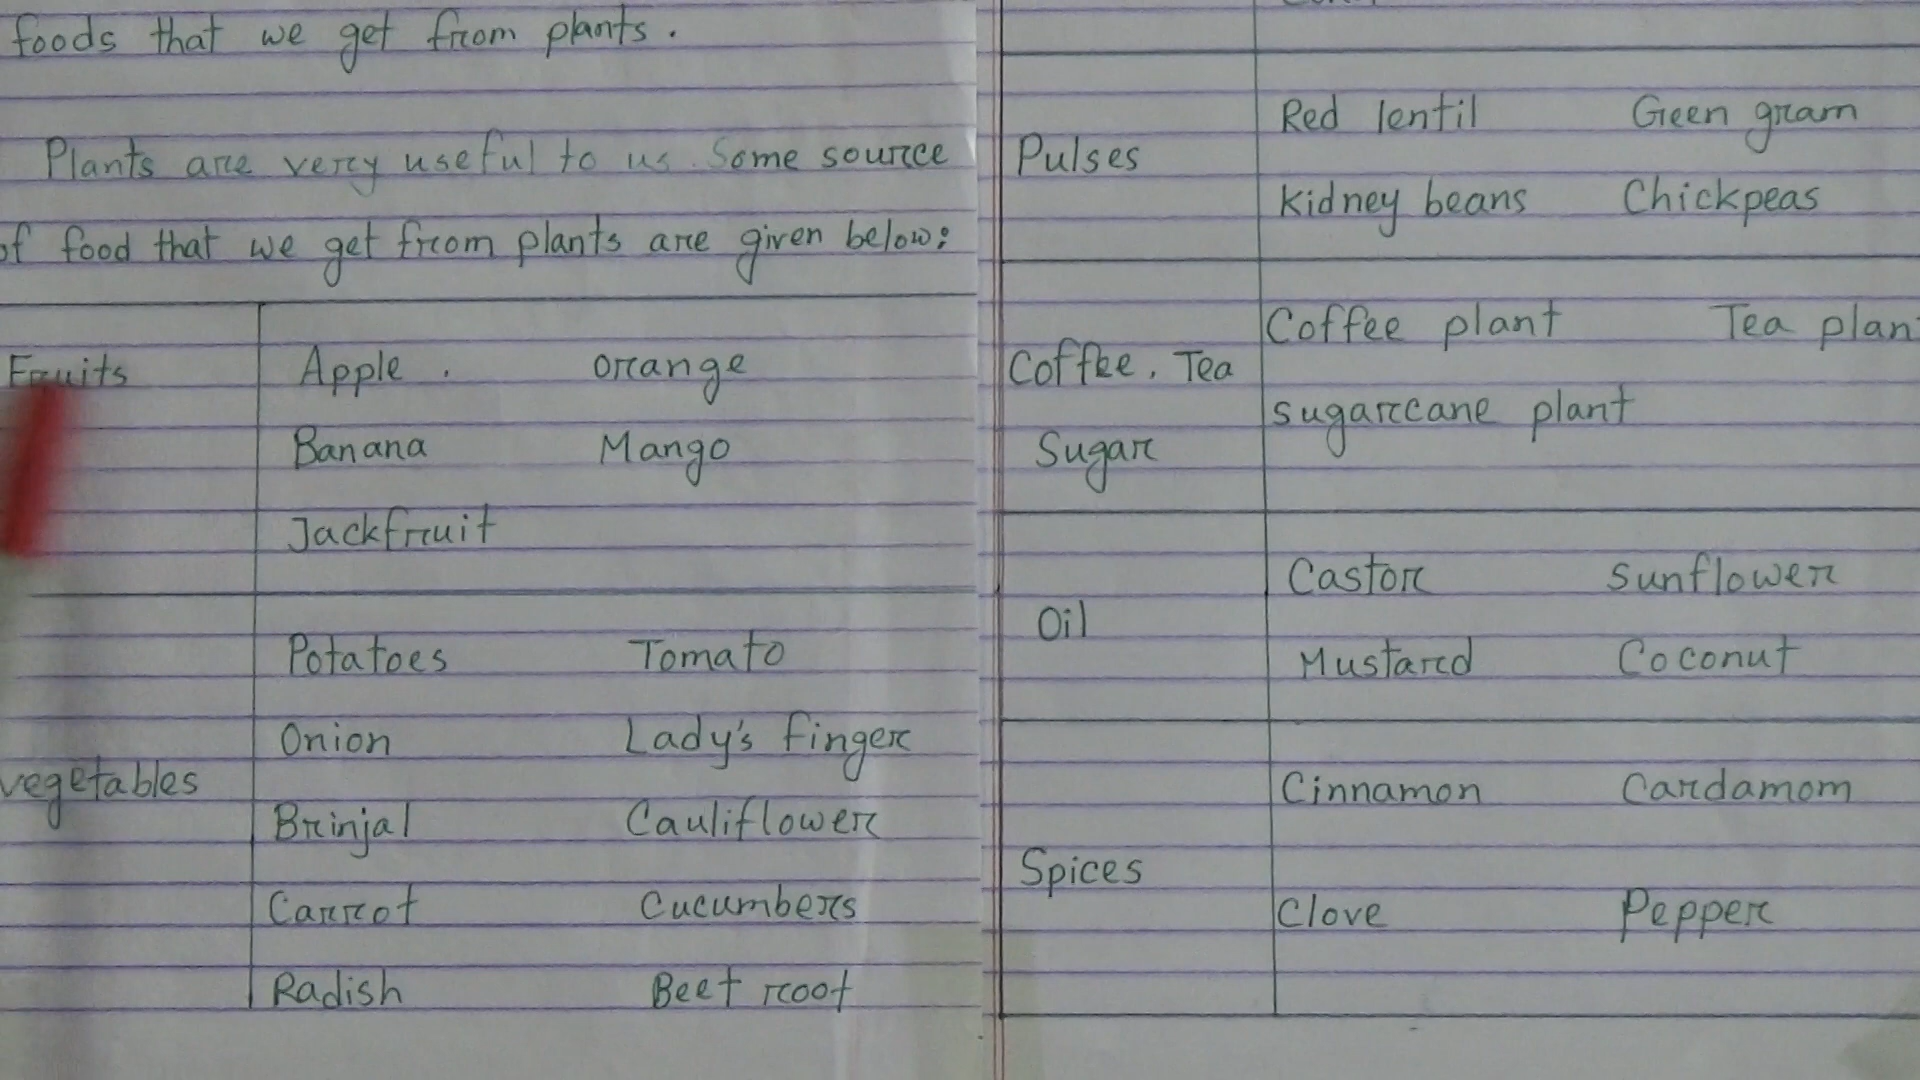 foods that we get from plants.
Plants are very useful to us. Some source
of food that we get from plants are given below:
Fruits
Apple . orange
Banana Mango
Jackfruit
vegetables
Potatoes Tomato
Onion Lady's finger
Brinjal Cauliflower
Carrot Cucumbers
Radish Beet root
Pulses
Red lentil Geen gram
Kidney beans Chickpeas
Coffee, Tea
Sugar
Coffee plant Tea plan
sugarcane plant
Oil
Castor sunflower
Mustard Coconut
Spices
Cinnamon Cardamom
Clove Pepper